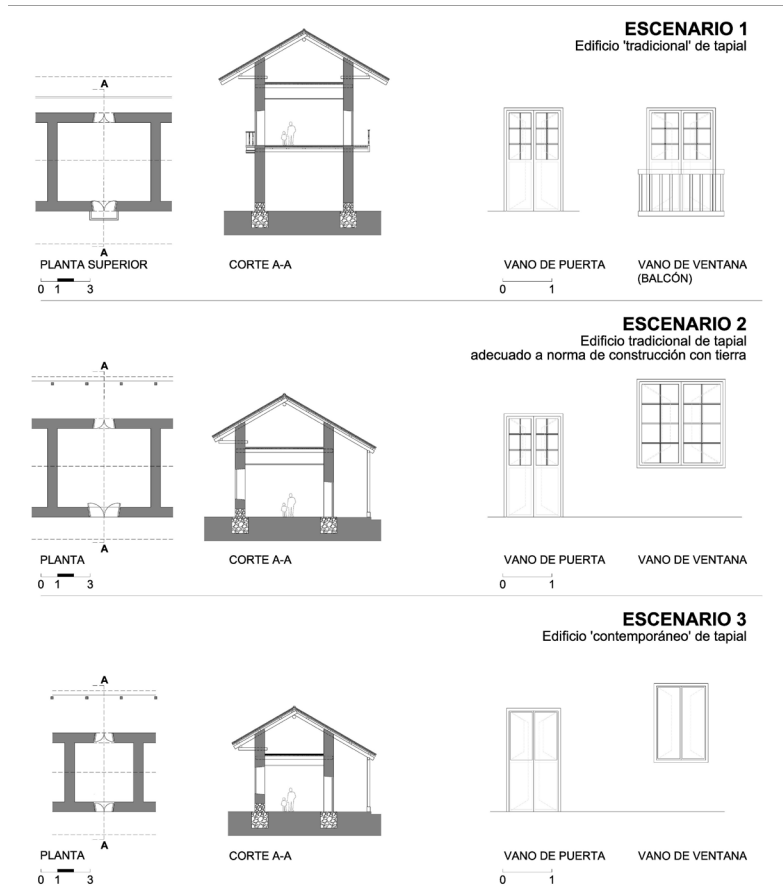 ESCENARIO 1
Edificio 'tradicional' de tapial
A
A
PLANTA SUPERIOR
0 1 3
CORTE A-A
VANO DE PUERTA
0 1
VANO DE VENTANA
(BALCÓN)
ESCENARIO 2
Edificio tradicional de tapial
adecuado a norma de construcción con tierra
A
A
PLANTA
0 1 3
CORTE A-A
VANO DE PUERTA
0 1
VANO DE VENTANA
ESCENARIO 3
Edificio 'contemporáneo' de tapial
A
A
PLANTA
0 1 3
CORTE A-A
VANO DE PUERTA
0 1
VANO DE VENTANA